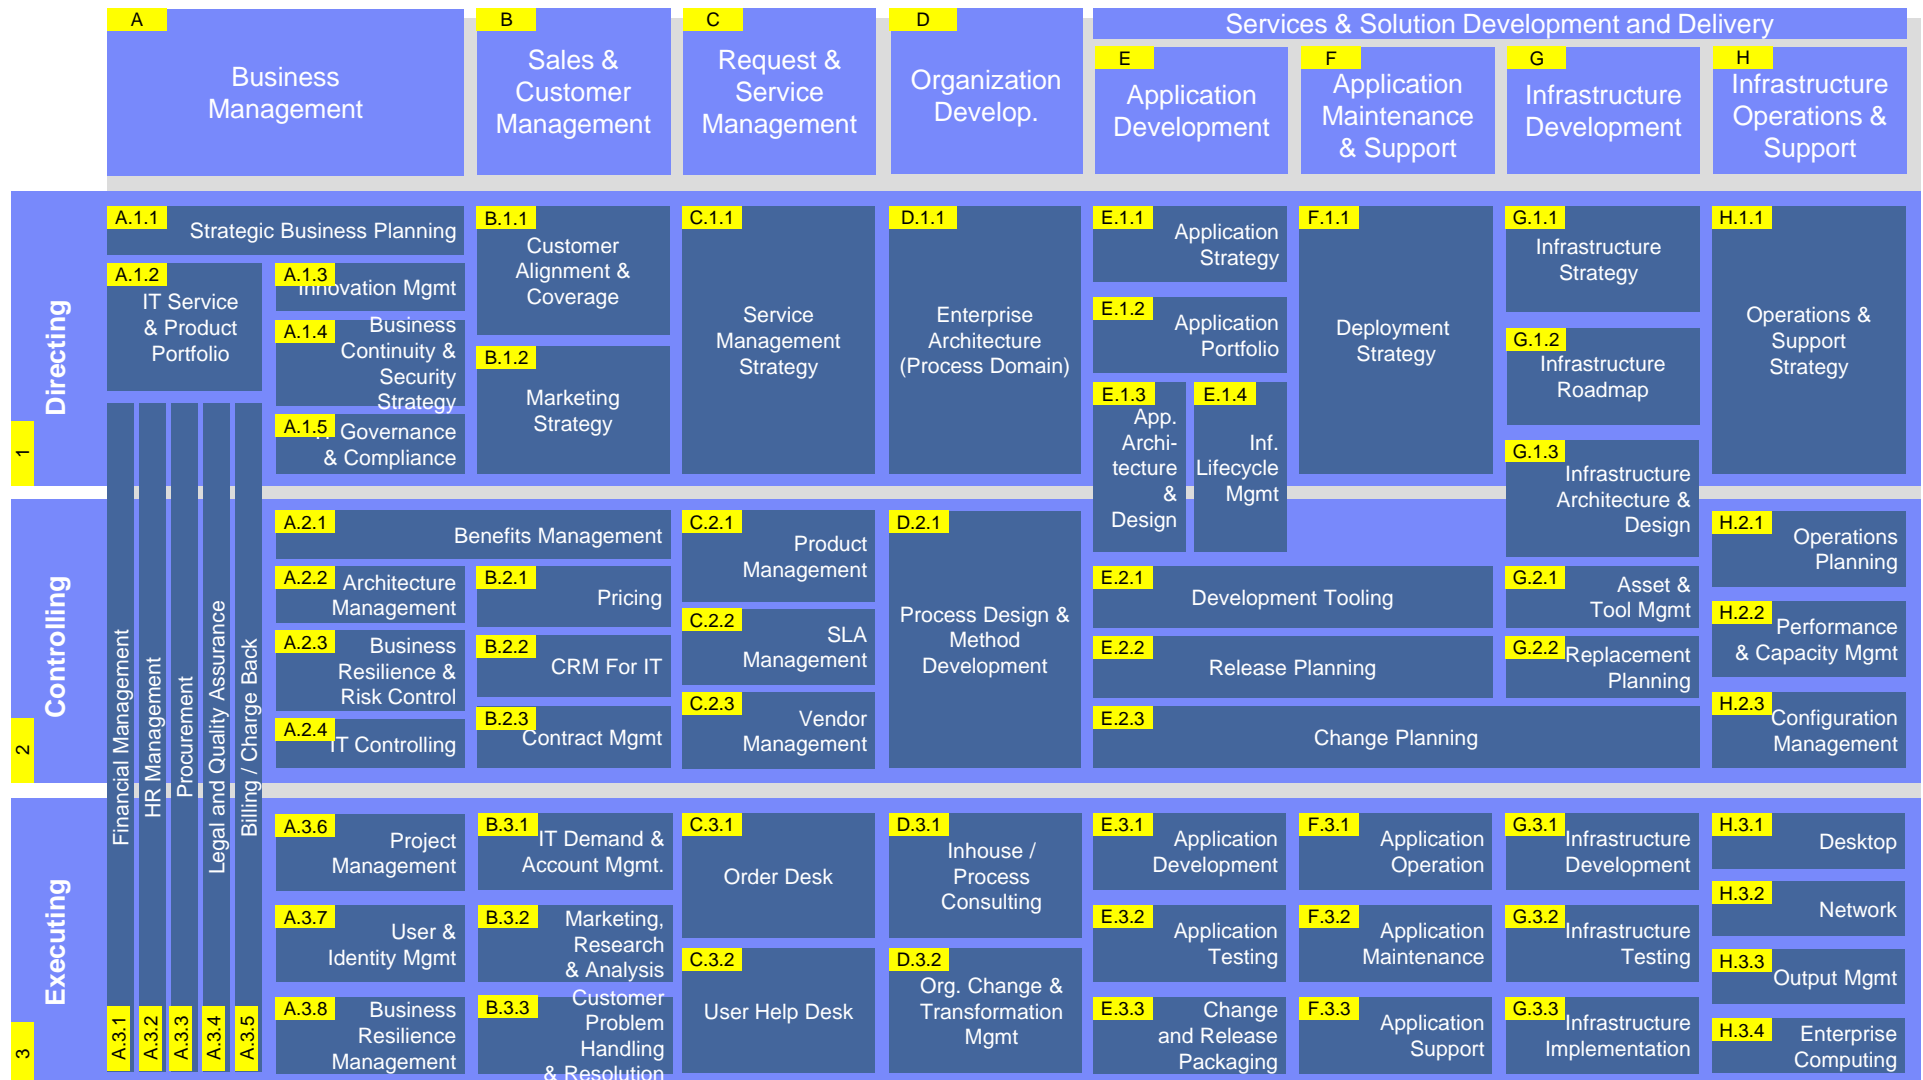 A
Business
Management
B
Sales &
Customer
Management
C
Request &
Service
Management
D
Organization
Develop.
Services & Solution Development and Delivery
E
Application
Development
F
Application
Maintenance
& Support
G
Infrastructure
Development
H
Infrastructure
Operations &
Support
Directing
1
A.1.1
Strategic Business Planning
A.1.2
IT Service
& Product
Portfolio
A.1.3
Innovation Mgmt
A.1.4
Business
Continuity &
Security
Strategy
A.1.5
IT Governance
& Compliance
B.1.1
Customer
Alignment &
Coverage
B.1.2
Marketing
Strategy
C.1.1
Service
Management
Strategy
D.1.1
Enterprise
Architecture
(Process Domain)
E.1.1
Application
Strategy
E.1.2
Application
Portfolio
E.1.3
App.
Archi-
tecture
&
Design
E.1.4
Inf.
Lifecycle
Mgmt
F.1.1
Deployment
Strategy
G.1.1
Infrastructure
Strategy
G.1.2
Infrastructure
Roadmap
G.1.3
Infrastructure
Architecture &
Design
H.1.1
Operations &
Support
Strategy
Controlling
2
A.2.1
Benefits Management
A.2.2
Architecture
Management
A.2.3
Business
Resilience &
Risk Control
A.2.4
IT Controlling
B.2.1
Pricing
B.2.2
CRM For IT
B.2.3
Contract Mgmt
C.2.1
Product
Management
C.2.2
SLA
Management
C.2.3
Vendor
Management
D.2.1
Process Design &
Method
Development
E.2.1
Development Tooling
E.2.2
Release Planning
E.2.3
Change Planning
G.2.1
Asset &
Tool Mgmt
G.2.2
Replacement
Planning
H.2.1
Operations
Planning
H.2.2
Performance
& Capacity Mgmt
H.2.3
Configuration
Management
Executing
3
Financial Management
A.3.1
HR Management
A.3.2
Procurement
A.3.3
Legal and Quality Assurance
A.3.4
Billing / Charge Back
A.3.5
A.3.6
Project
Management
A.3.7
User &
Identity Mgmt
A.3.8
Business
Resilience
Management
B.3.1
IT Demand &
Account Mgmt.
B.3.2
Marketing,
Research
& Analysis
B.3.3
Customer
Problem
Handling
& Resolution
C.3.1
Order Desk
C.3.2
User Help Desk
D.3.1
Inhouse /
Process
Consulting
D.3.2
Org. Change &
Transformation
Mgmt
E.3.1
Application
Development
E.3.2
Application
Testing
E.3.3
Change
and Release
Packaging
F.3.1
Application
Operation
F.3.2
Application
Maintenance
F.3.3
Application
Support
G.3.1
Infrastructure
Development
G.3.2
Infrastructure
Testing
G.3.3
Infrastructure
Implementation
H.3.1
Desktop
H.3.2
Network
H.3.3
Output Mgmt
H.3.4
Enterprise
Computing